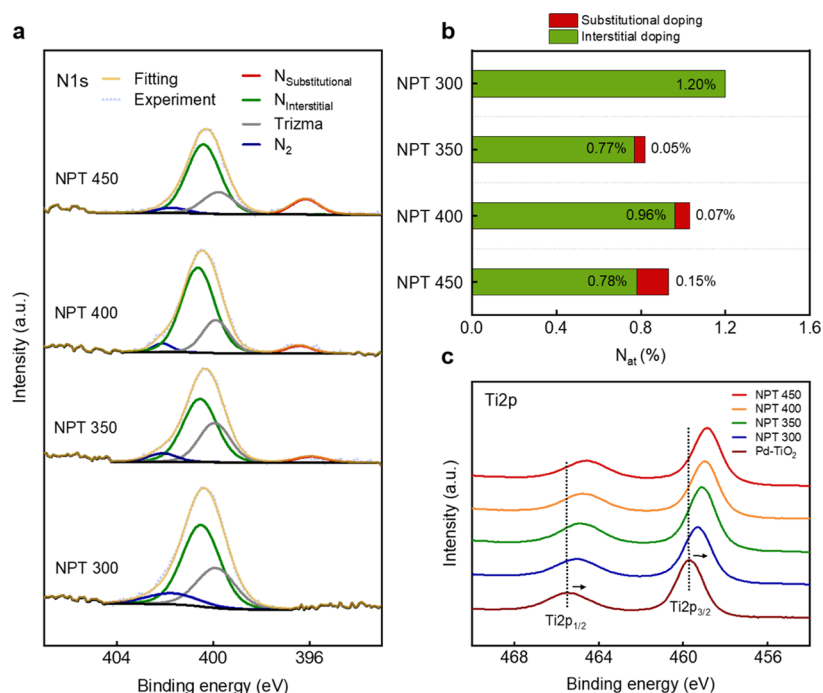 a
N1s
Fitting
Experiment
NSubstitutional
NInterstitial
Trizma
N2
NPT 450
NPT 400
NPT 350
NPT 300
Intensity (a.u.)
404 400 396
Binding energy (eV)
b
Substitutional doping
Interstitial doping
NPT 300 1.20%
NPT 350 0.77% 0.05%
NPT 400 0.96% 0.07%
NPT 450 0.78% 0.15%
0.0 0.4 0.8 1.2 1.6
Nat (%)
c
Ti2p
NPT 450
NPT 400
NPT 350
NPT 300
Pd-TiO2
Ti2p1/2
Ti2p3/2
Intensity (a.u.)
468 464 460 456
Binding energy (eV)